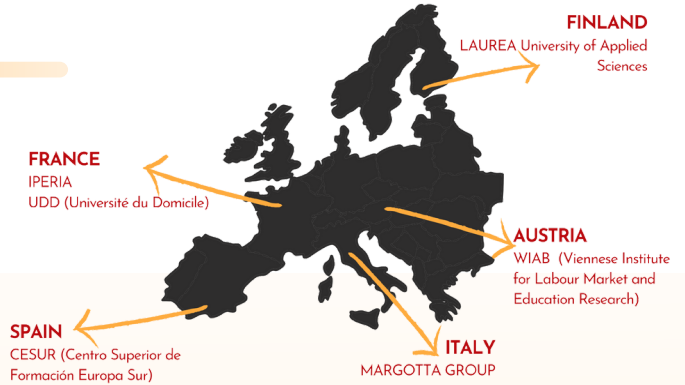 FINLAND
LAUREA University of Applied
Sciences
FRANCE
IPERIA
UDD (Université du Domicile)
AUSTRIA
WIAB (Viennese Institute
for Labour Market and
Education Research)
SPAIN
CESUR (Centro Superior de
Formación Europa Sur)
ITALY
MARGOTTA GROUP